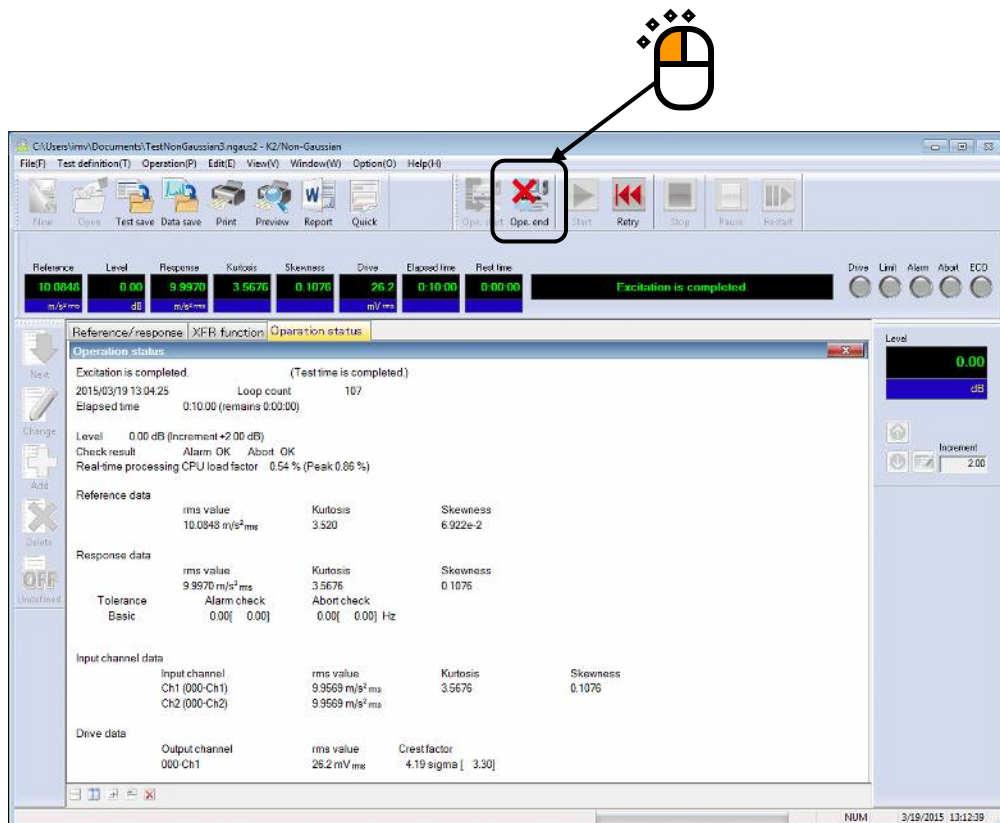 C:\Users\imv\Documents\TestNonGaussian3.ngaus2 - K2/Non-Gaussian
File(F) Test definition(T) Operation(P) Edit(E) View(V) Window(W) Option(O) Help(H)
New Open Test save Data save Print Preview Report Quick Ope. start Ope. end Start Retry Stop Pause Restart
Reference Level Response Kurtosis Skewness Drive Elapsed time Rest time Drive Limit Alarm Abort ECD
10.0848 0.00 9.9970 3.5676 0.1076 26.2 0:10:00 0:00:00 Excitation is completed.
m/s² rms dB m/s² rms mV rms
Reference/response XFR function Oparation status
Operation status
Excitation is completed. (Test time is completed.)
2015/03/19 13:04:25 Loop count 107
Elapsed time 0:10:00 (remains 0:00:00)
Level 0.00 dB (Increment +2.00 dB)
Check result Alarm OK Abort OK
Real-time processing CPU load factor 0.54 % (Peak 0.86 %)
Reference data
rms value Kurtosis Skewness
10.0848 m/s² rms 3.520 6.922e-2
Response data
rms value Kurtosis Skewness
9.9970 m/s² rms 3.5676 0.1076
Tolerance Alarm check Abort check
Basic 0.00[ 0.00] 0.00[ 0.00] Hz
Input channel data
Input channel rms value Kurtosis Skewness
Ch1 (000-Ch1) 9.9569 m/s² rms 3.5676 0.1076
Ch2 (000-Ch2) 9.9569 m/s² rms
Drive data
Output channel rms value Crest factor
000-Ch1 26.2 mV rms 4.19 sigma [ 3.30]
Next
Change
Add
Delete
OFF
Undefined
Level
0.00
dB
Increment
2.00
NUM 3/19/2015 13:12:39